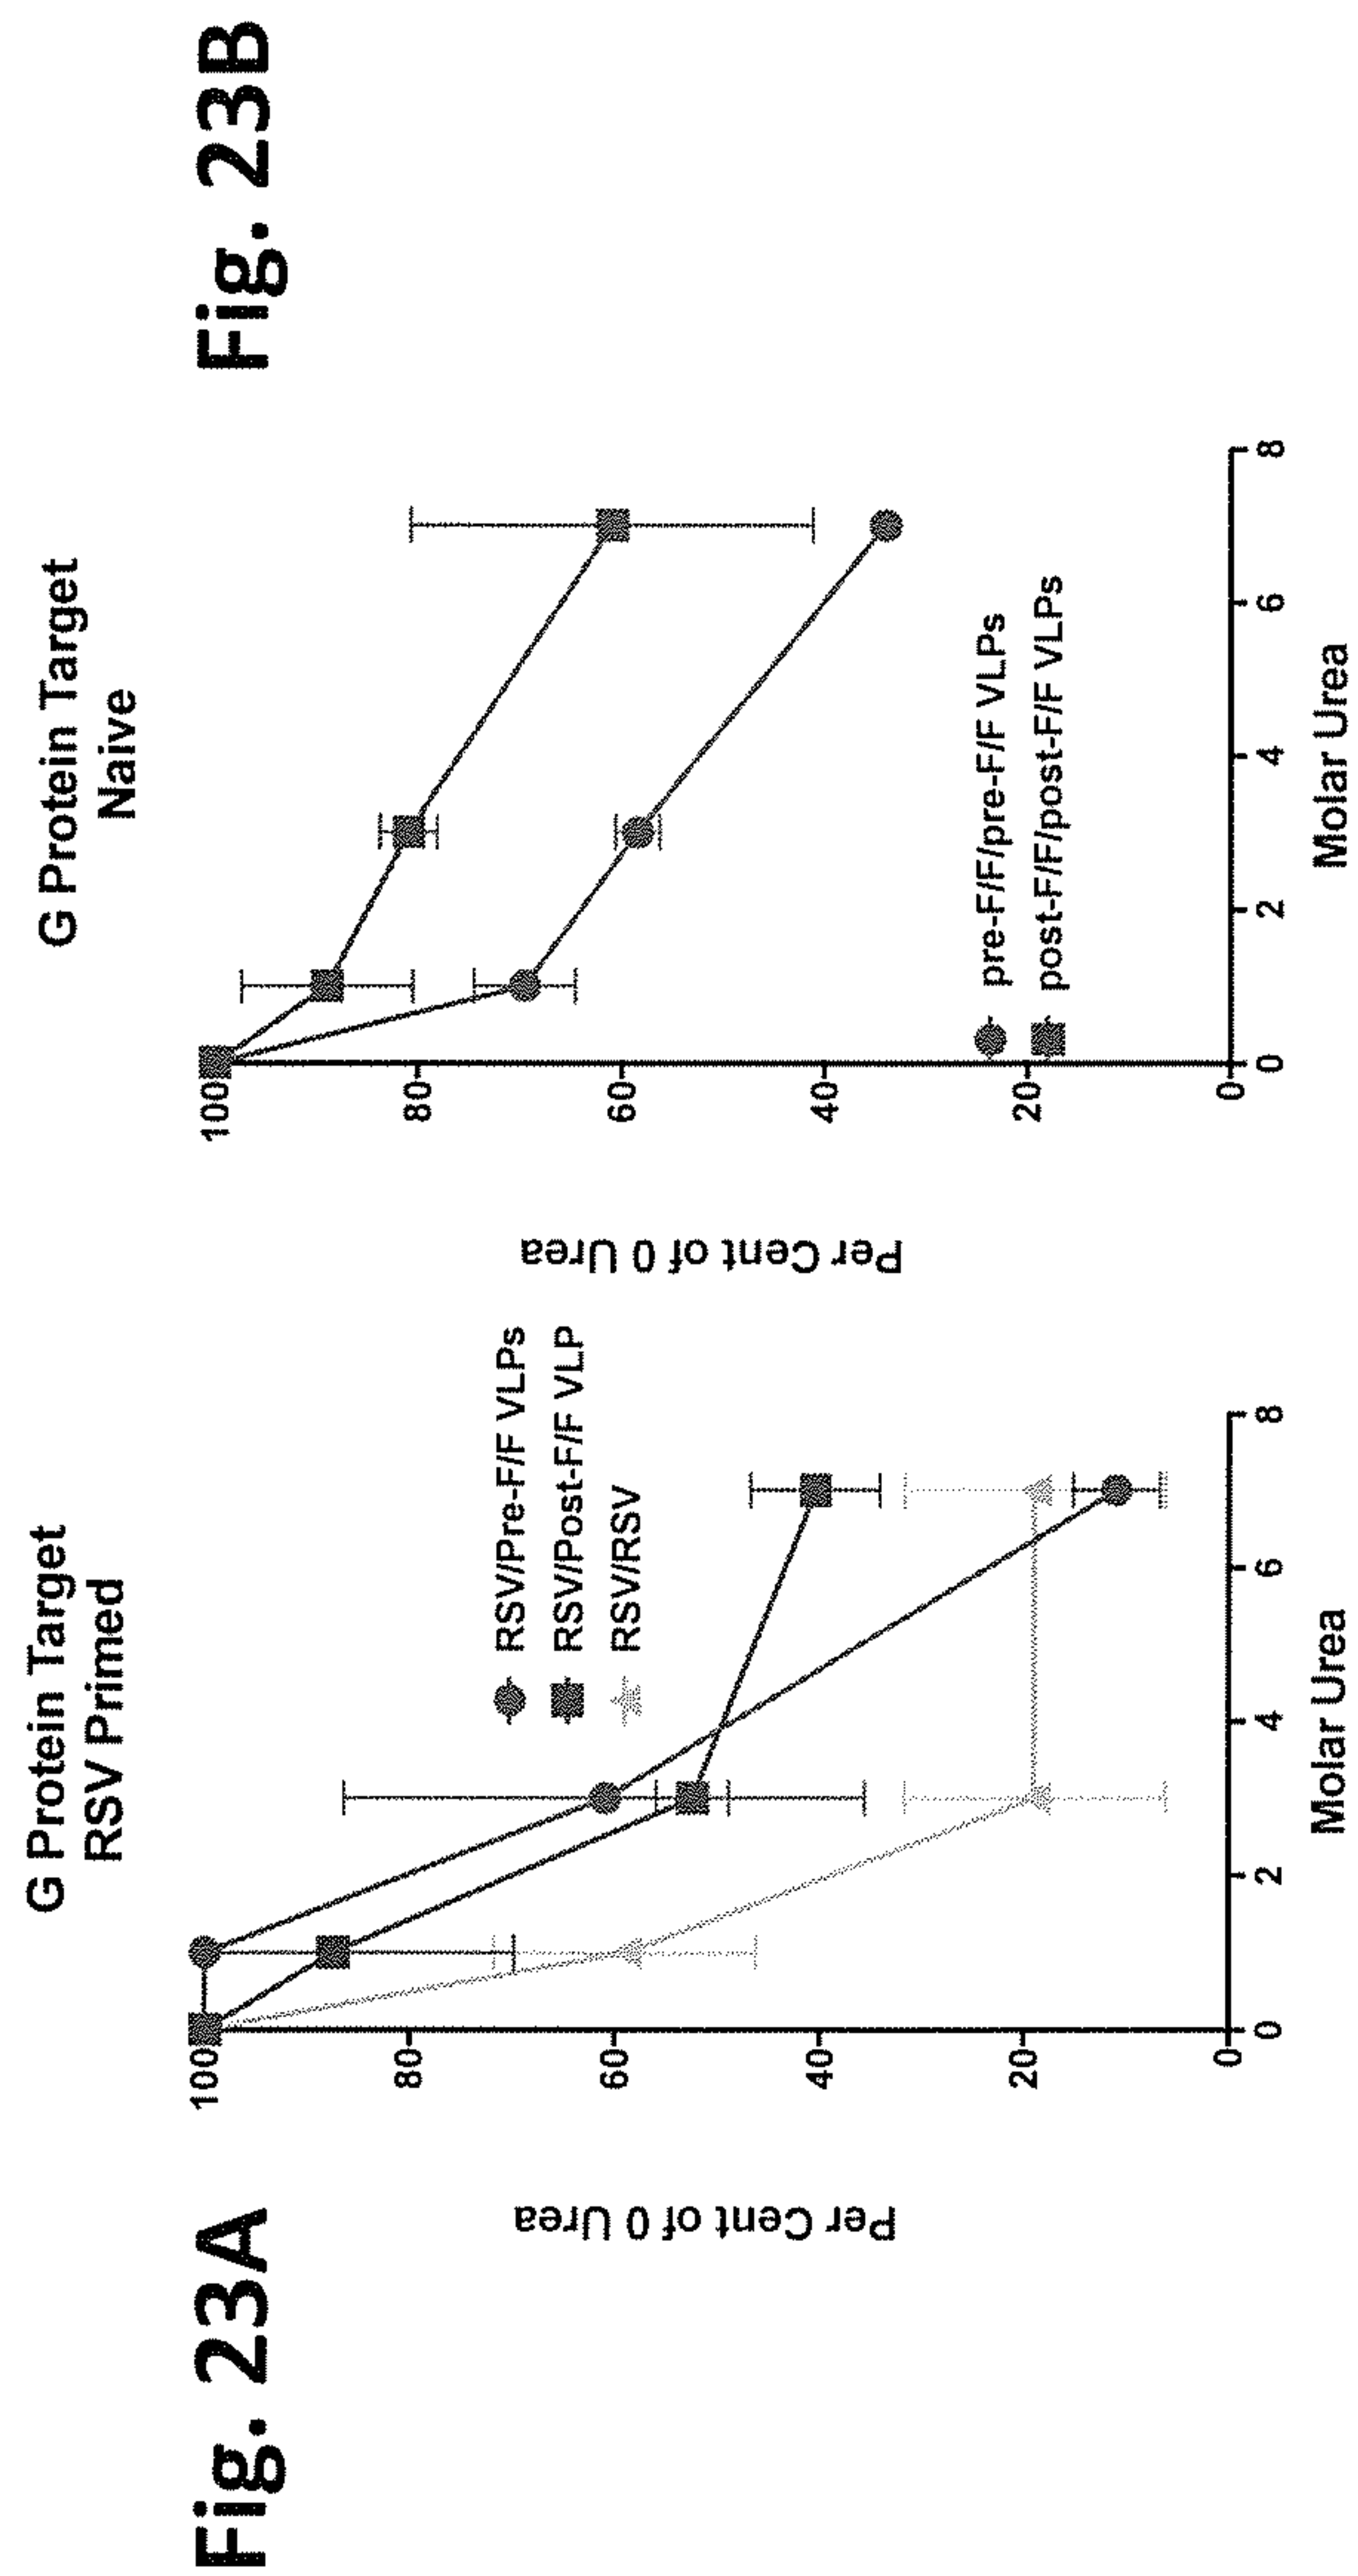 Fig. 23A
G Protein Target
RSV Primed
Per Cent of 0 Urea
100
80
60
40
20
0
0
2
4
6
8
Molar Urea
RSV/Pre-F/F VLPs
RSV/Post-F/F VLP
RSV/RSV
Fig. 23B
G Protein Target
Naive
Per Cent of 0 Urea
100
80
60
40
20
0
0
2
4
6
8
Molar Urea
pre-F/F/pre-F/F VLPs
post-F/F/post-F/F VLPs